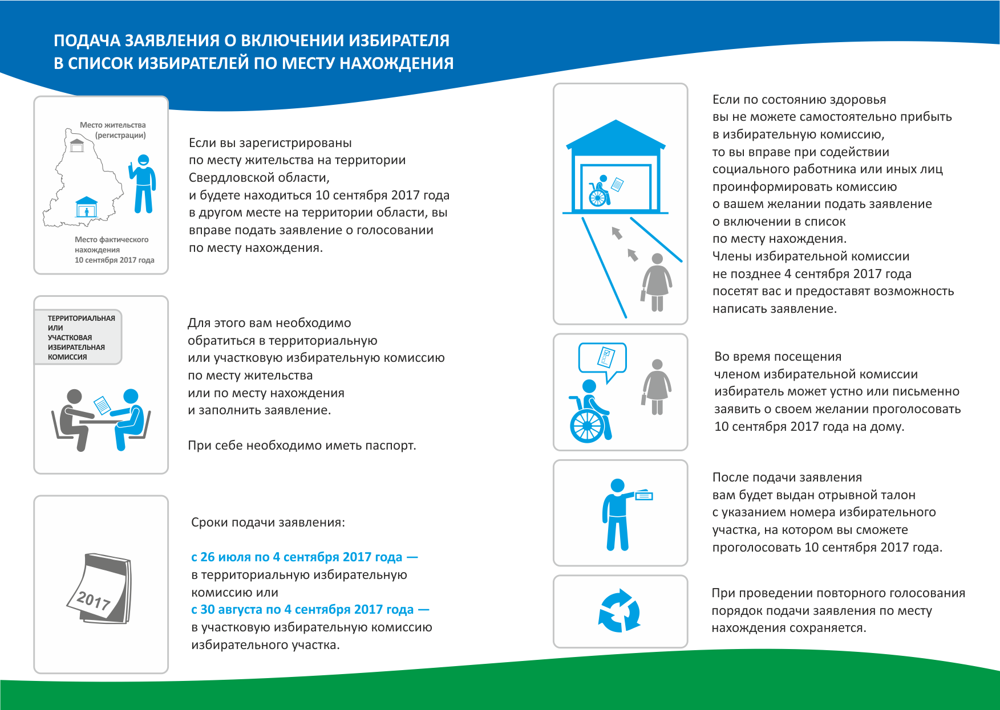 ПОДАЧА ЗАЯВЛЕНИЯ О ВКЛЮЧЕНИИ ИЗБИРАТЕЛЯ
В СПИСОК ИЗБИРАТЕЛЕЙ ПО МЕСТУ НАХОЖДЕНИЯ
Место жительства
(регистрации)
Место фактического
нахождения
10 сентября 2017 года
Если вы зарегистрированы
по месту жительства на территории
Свердловской области,
и будете находиться 10 сентября 2017 года
в другом месте на территории области, вы
вправе подать заявление о голосовании
по месту нахождения.
ТЕРРИТОРИАЛЬНАЯ
ИЛИ
УЧАСТКОВАЯ
ИЗБИРАТЕЛЬНАЯ
КОМИССИЯ
Для этого вам необходимо
обратиться в территориальную
или участковую избирательную комиссию
по месту жительства
или по месту нахождения
и заполнить заявление.
При себе необходимо иметь паспорт.
2017
Сроки подачи заявления:
с 26 июля по 4 сентября 2017 года —
в территориальную избирательную
комиссию или
с 30 августа по 4 сентября 2017 года —
в участковую избирательную комиссию
избирательного участка.
Если по состоянию здоровья
вы не можете самостоятельно прибыть
в избирательную комиссию,
то вы вправе при содействии
социального работника или иных лиц
проинформировать комиссию
о вашем желании подать заявление
о включении в список
по месту нахождения.
Члены избирательной комиссии
не позднее 4 сентября 2017 года
посетят вас и предоставят возможность
написать заявление.
Во время посещения
членом избирательной комиссии
избиратель может устно или письменно
заявить о своем желании проголосовать
10 сентября 2017 года на дому.
После подачи заявления
вам будет выдан отрывной талон
с указанием номера избирательного
участка, на котором вы сможете
проголосовать 10 сентября 2017 года.
При проведении повторного голосования
порядок подачи заявления по месту
нахождения сохраняется.